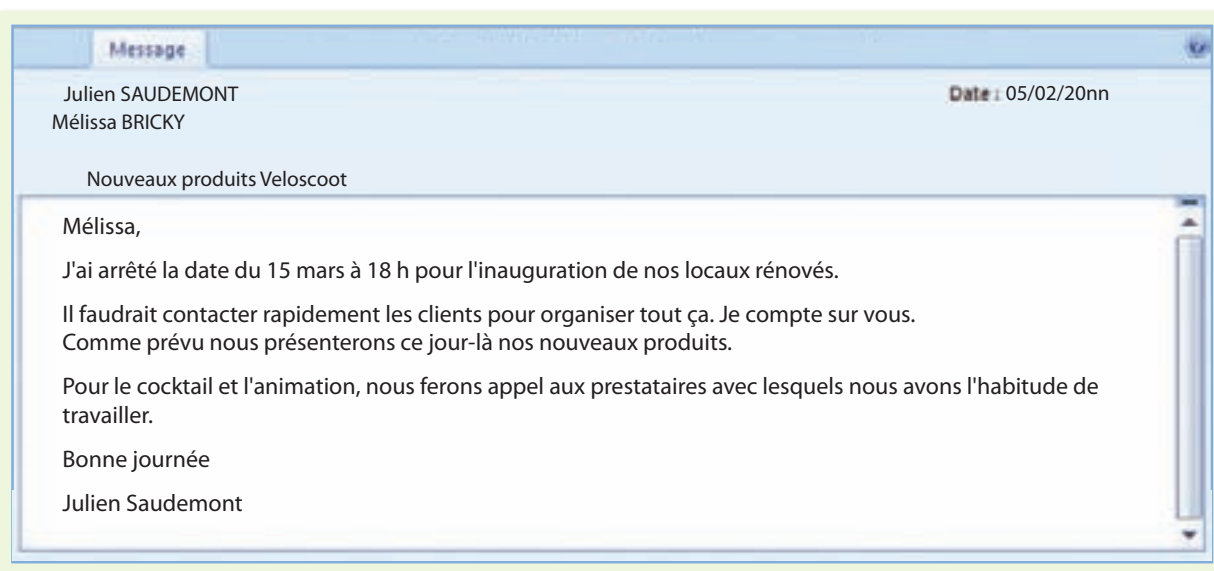 Message
Julien SAUDEMONT
Date : 05/02/20nn
Mélissa BRICKY
Nouveaux produits Veloscoot
Mélissa,
J'ai arrêté la date du 15 mars à 18 h pour l'inauguration de nos locaux rénovés.
Il faudrait contacter rapidement les clients pour organiser tout ça. Je compte sur vous.
Comme prévu nous présenterons ce jour-là nos nouveaux produits.
Pour le cocktail et l'animation, nous ferons appel aux prestataires avec lesquels nous avons l'habitude de
travailler.
Bonne journée
Julien Saudemont